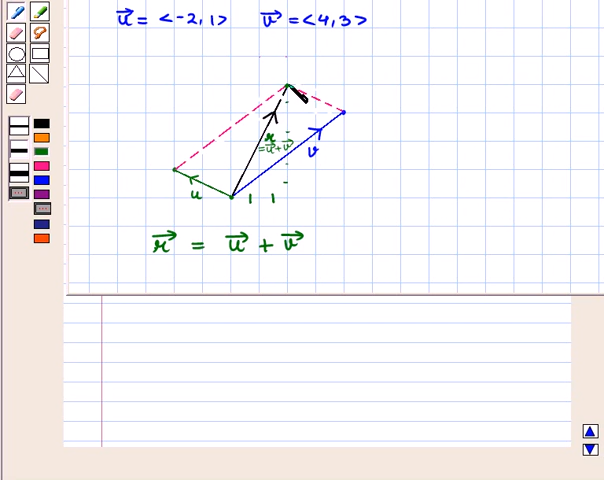 u⃗ = <-2, 1>   v⃗ = <4, 3>
r⃗
= u⃗ + v⃗
v
u
1 1
r⃗ = u⃗ + v⃗